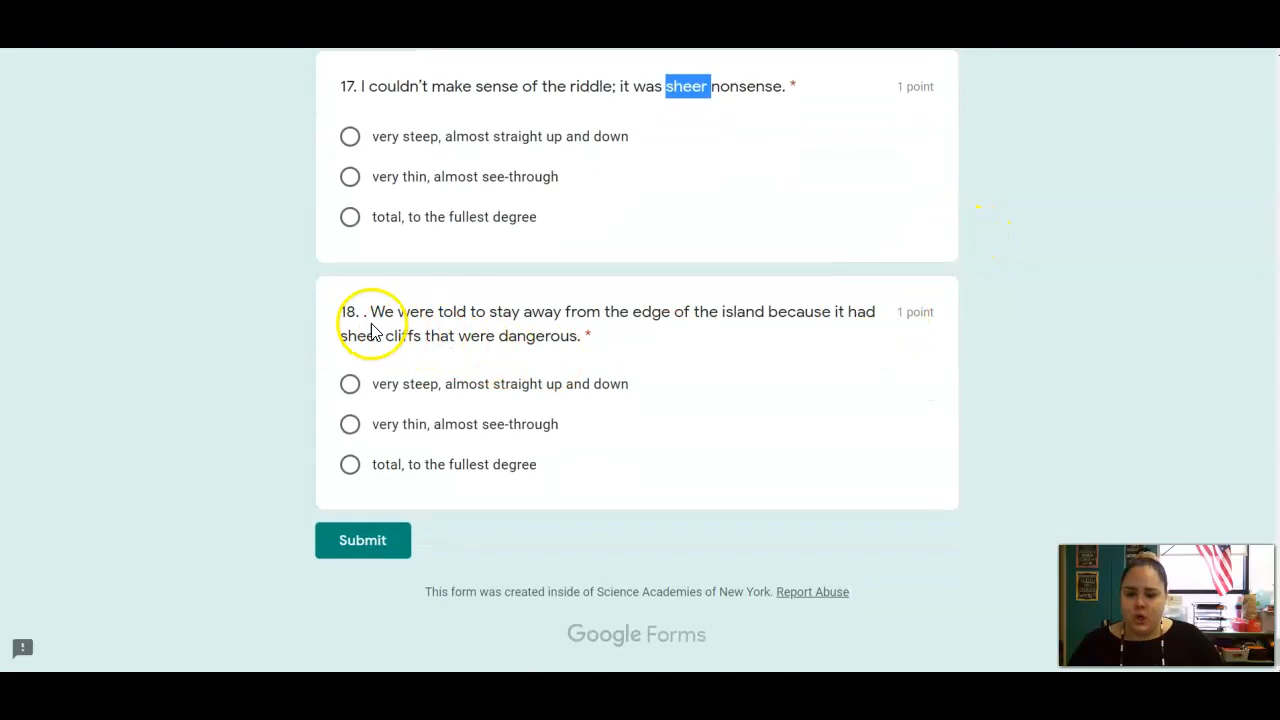 17. I couldn't make sense of the riddle; it was sheer nonsense. *
1 point
very steep, almost straight up and down
very thin, almost see-through
total, to the fullest degree
18. . We were told to stay away from the edge of the island because it had
1 point
sheer cliffs that were dangerous. *
very steep, almost straight up and down
very thin, almost see-through
total, to the fullest degree
Submit
This form was created inside of Science Academies of New York. Report Abuse
Google Forms